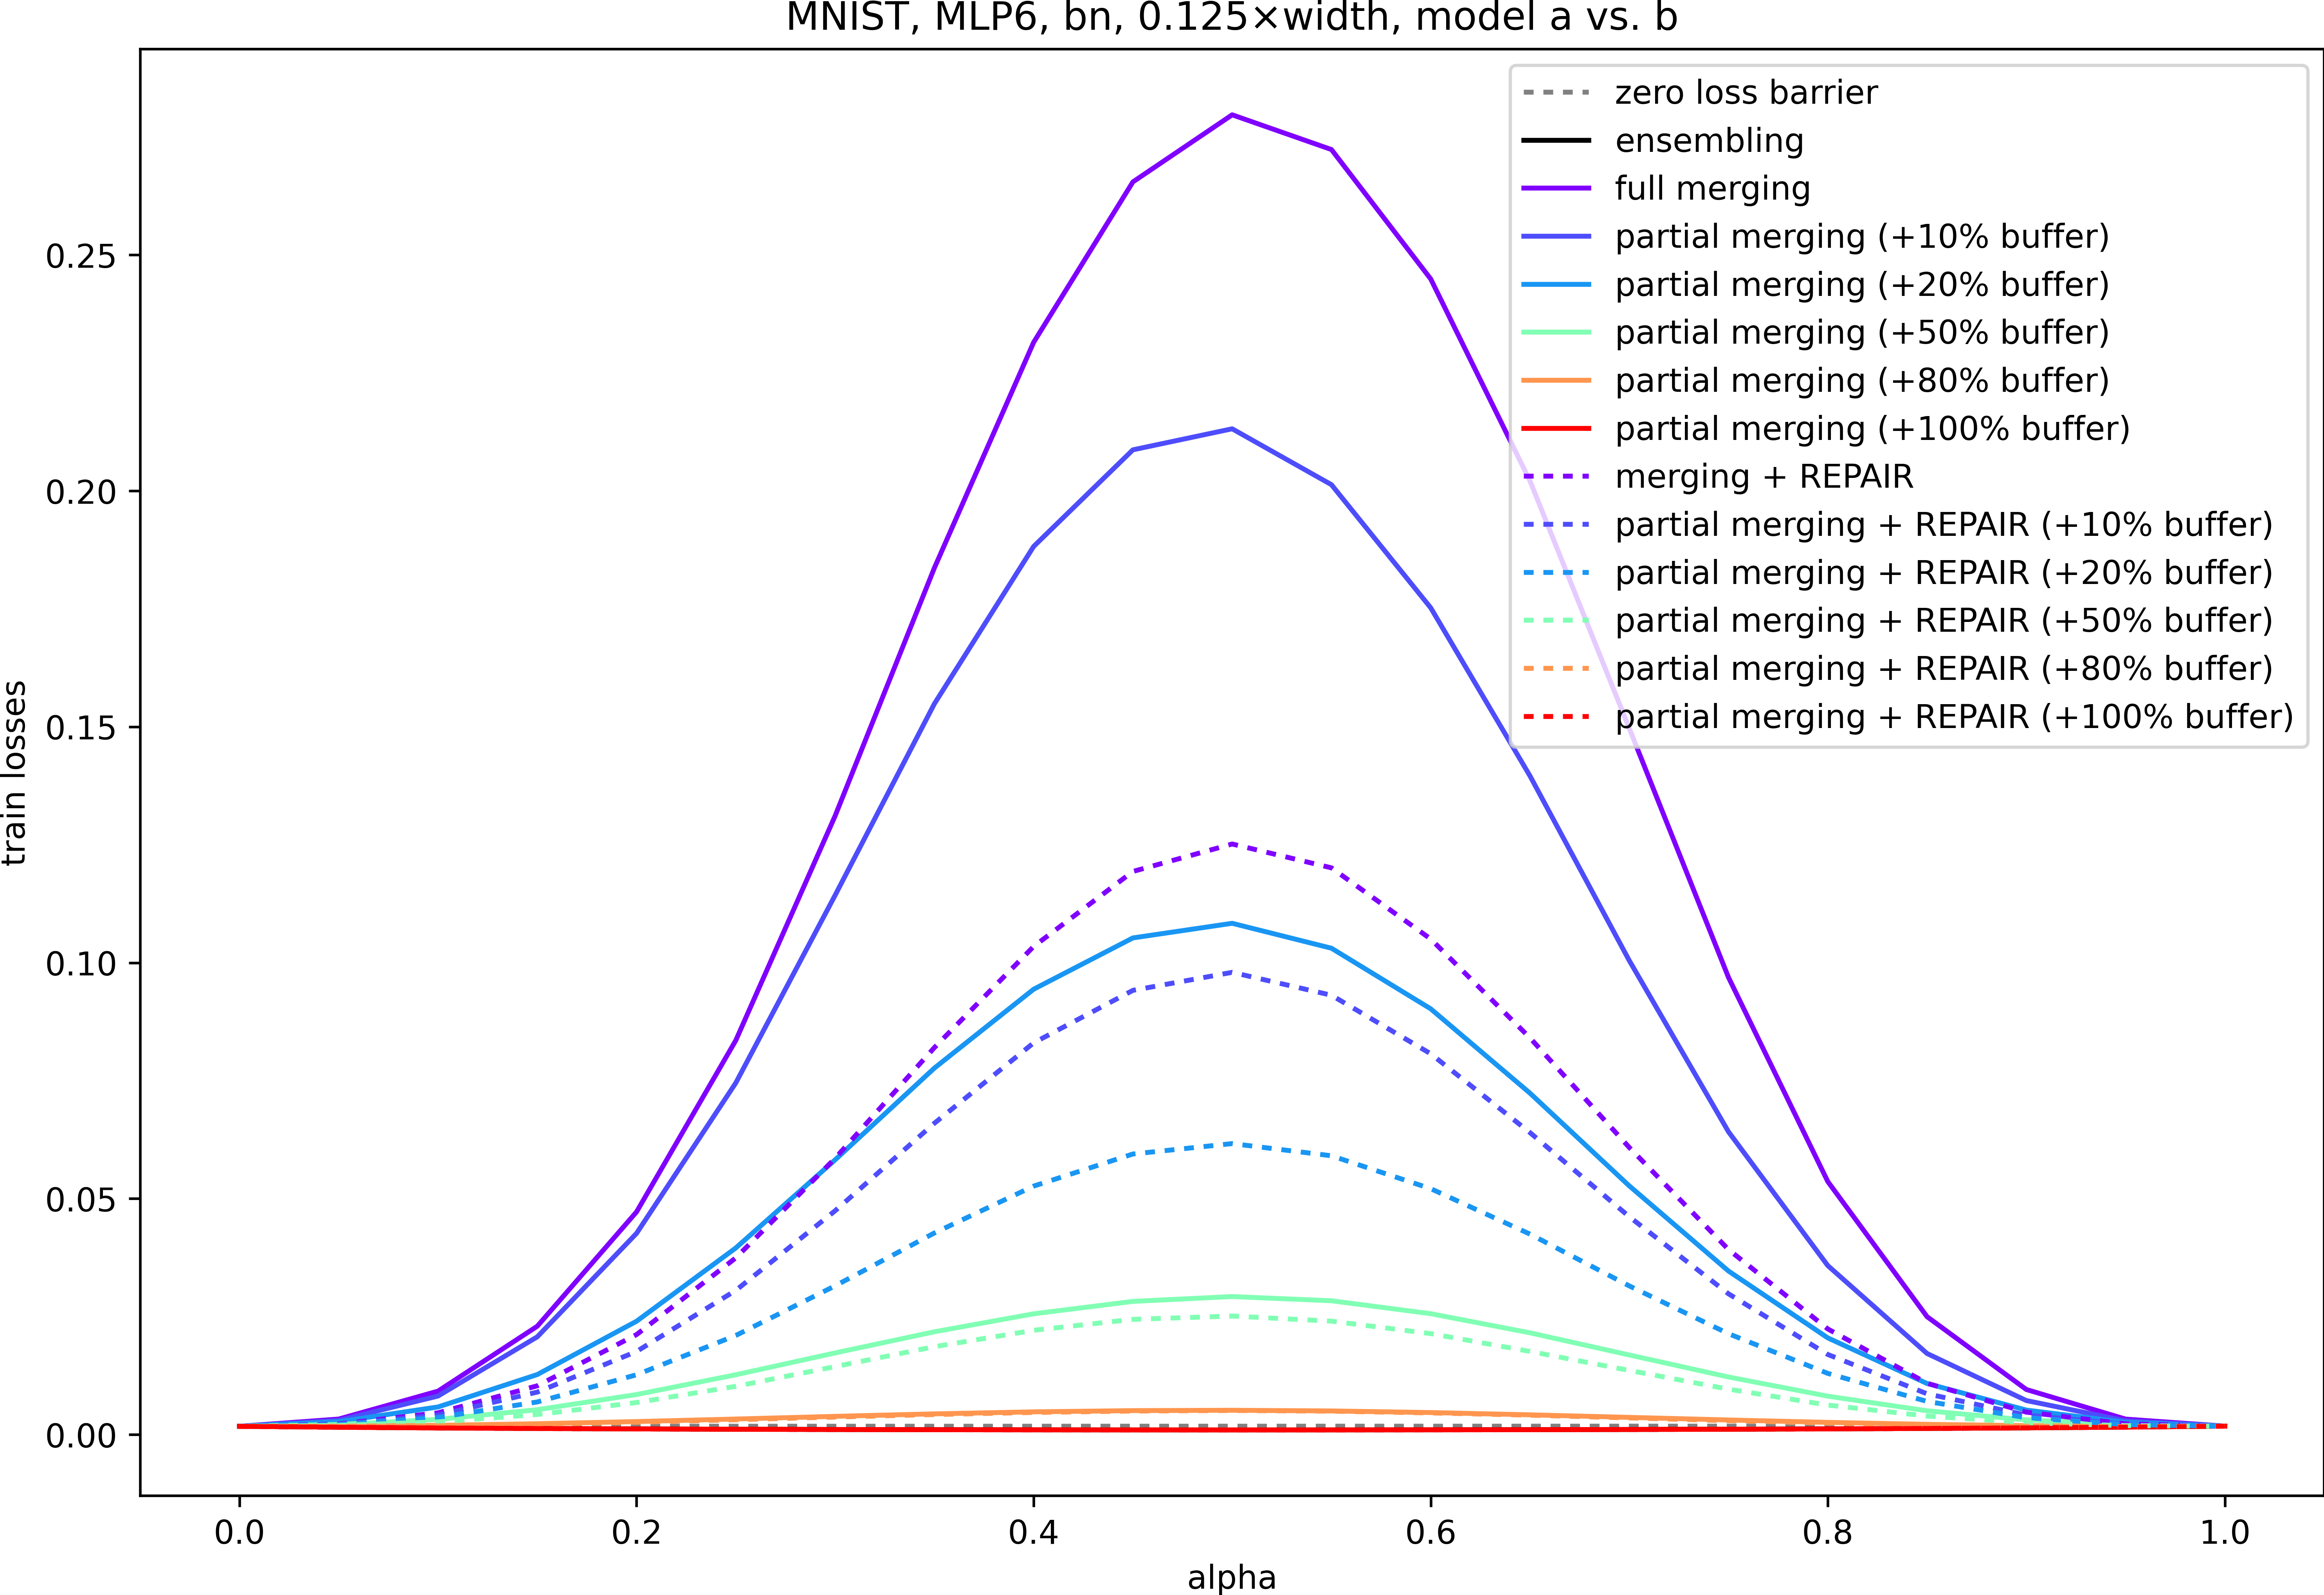 MNIST, MLP6, bn, 0.125×width, model a vs. b
zero loss barrier
ensembling
full merging
partial merging (+10% buffer)
partial merging (+20% buffer)
partial merging (+50% buffer)
partial merging (+80% buffer)
partial merging (+100% buffer)
merging + REPAIR
partial merging + REPAIR (+10% buffer)
partial merging + REPAIR (+20% buffer)
partial merging + REPAIR (+50% buffer)
partial merging + REPAIR (+80% buffer)
partial merging + REPAIR (+100% buffer)
train losses
0.25
0.20
0.15
0.10
0.05
0.00
0.0 0.2 0.4 0.6 0.8 1.0
alpha